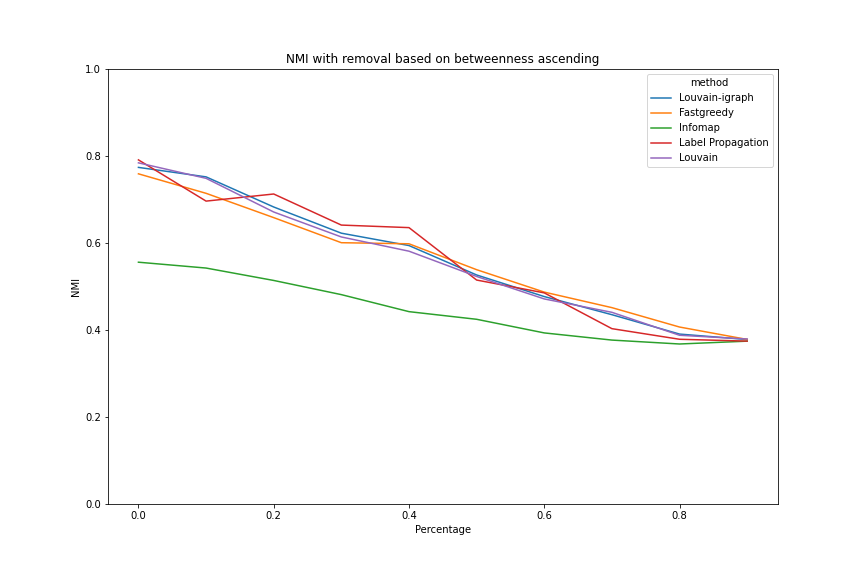 NMI with removal based on betweenness ascending
method
Louvain-igraph
Fastgreedy
Infomap
Label Propagation
Louvain
1.0
0.8
0.6
0.4
0.2
0.0
NMI
0.0 0.2 0.4 0.6 0.8
Percentage